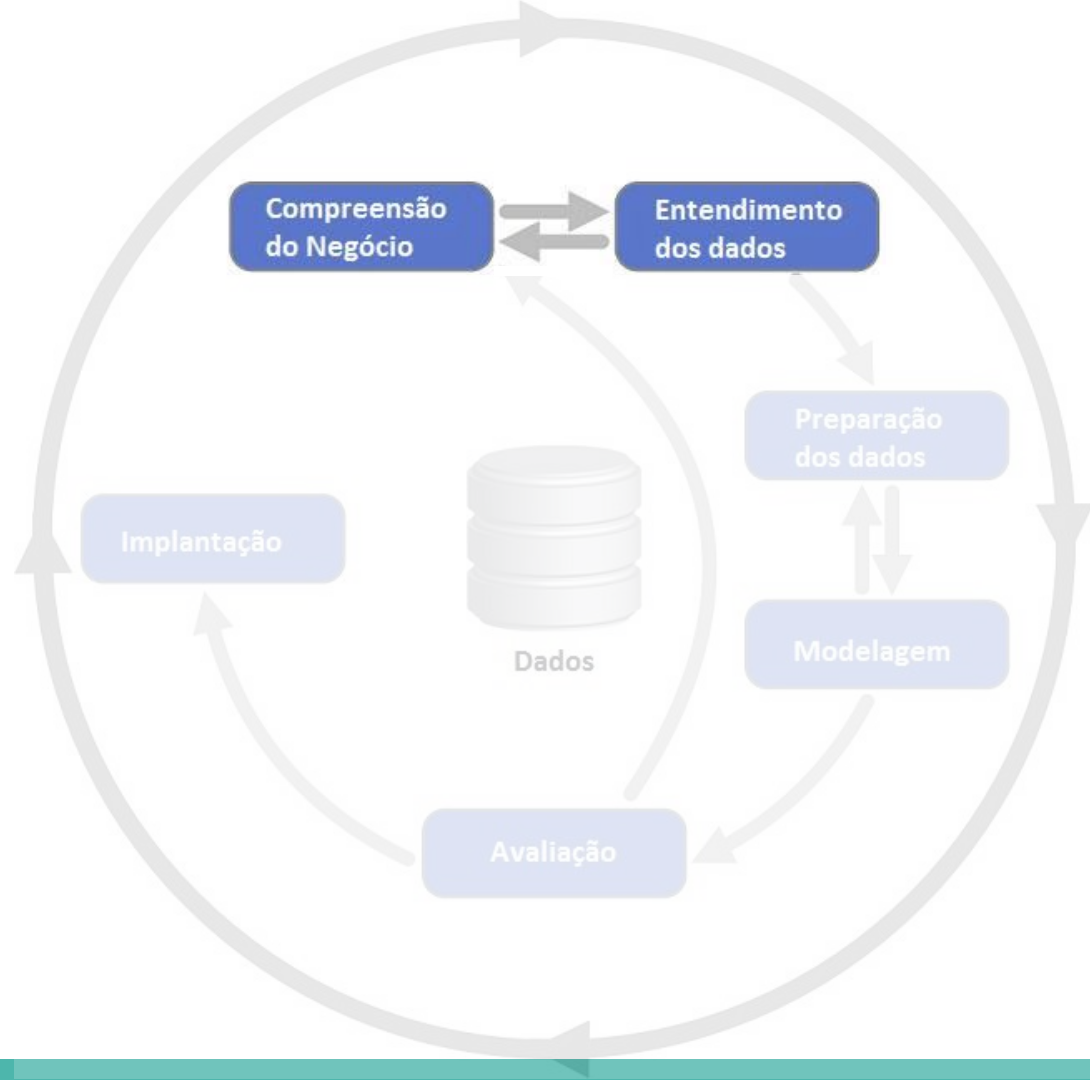 Compreensão
do Negócio
Entendimento
dos dados
Preparação
dos dados
Implantação
Dados
Modelagem
Avaliação